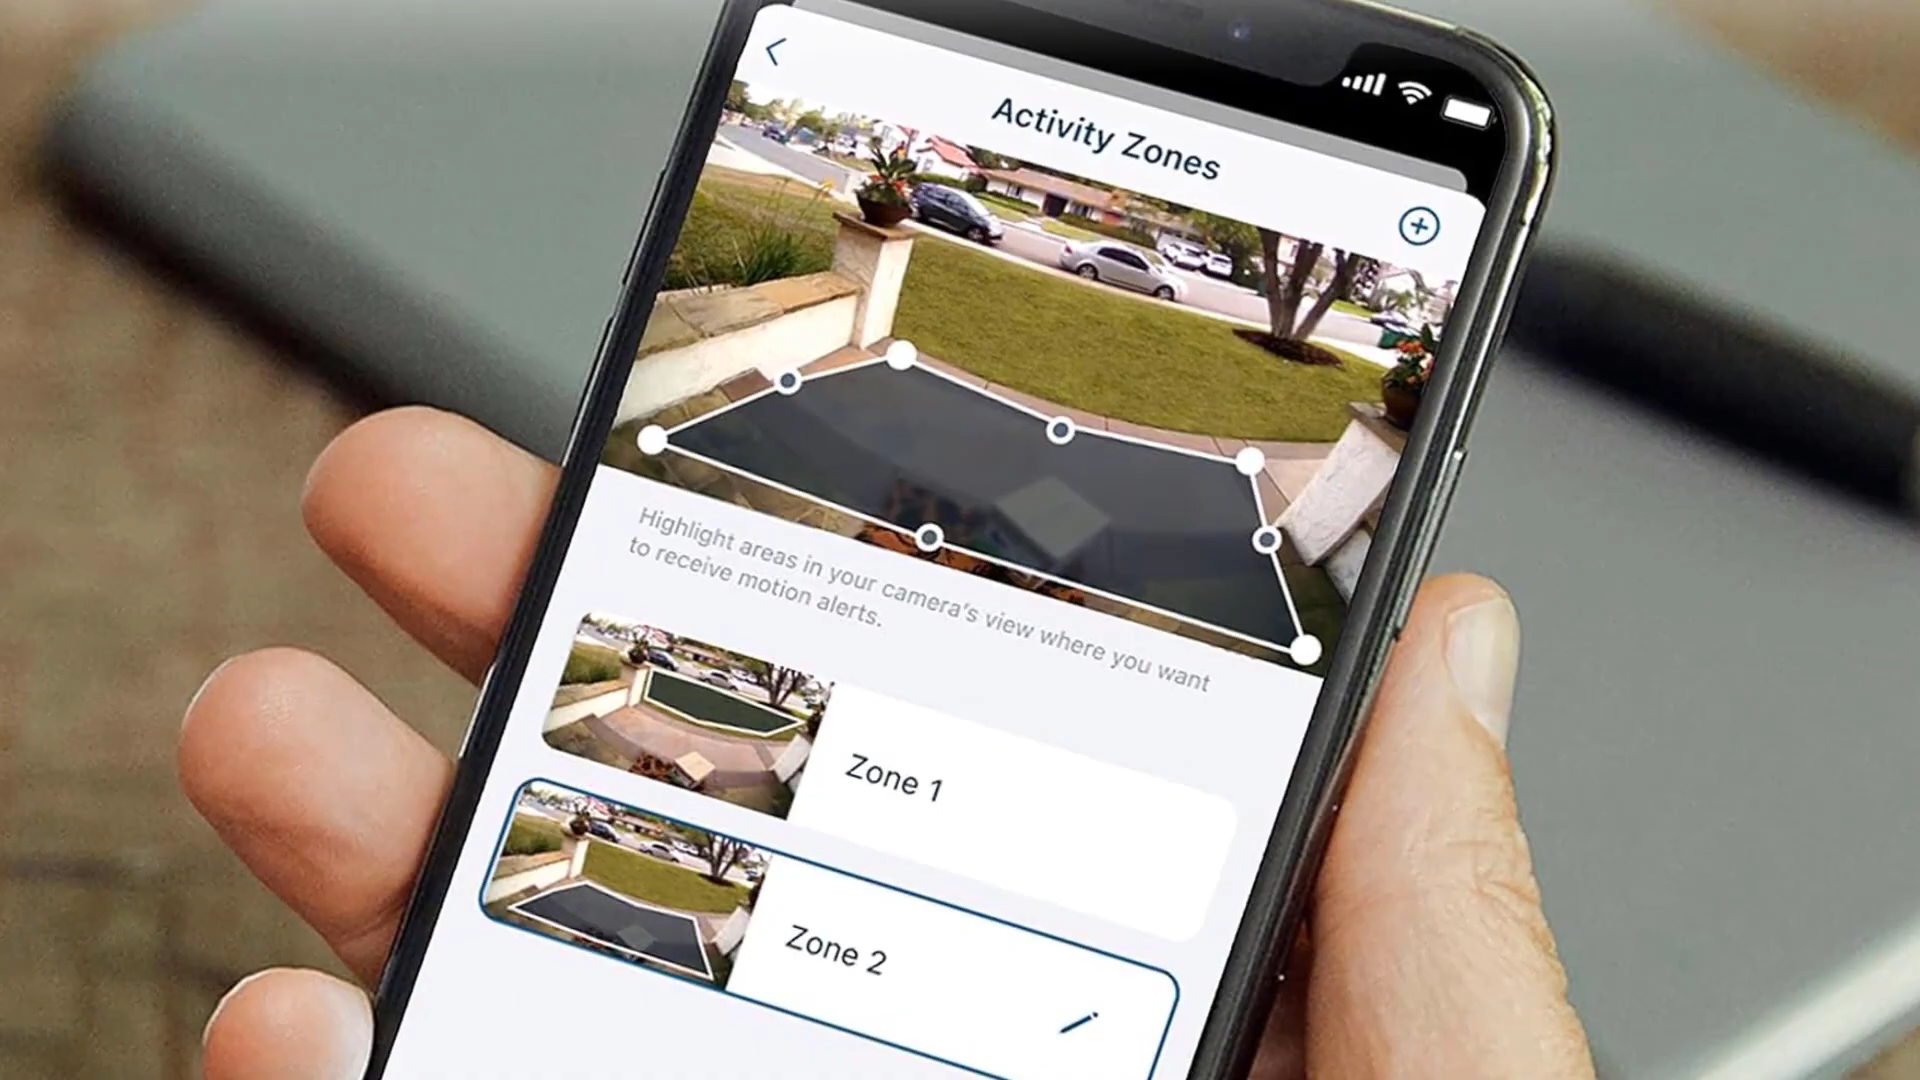 Activity Zones
Highlight areas in your camera's view where you want
to receive motion alerts.
Zone 1
Zone 2